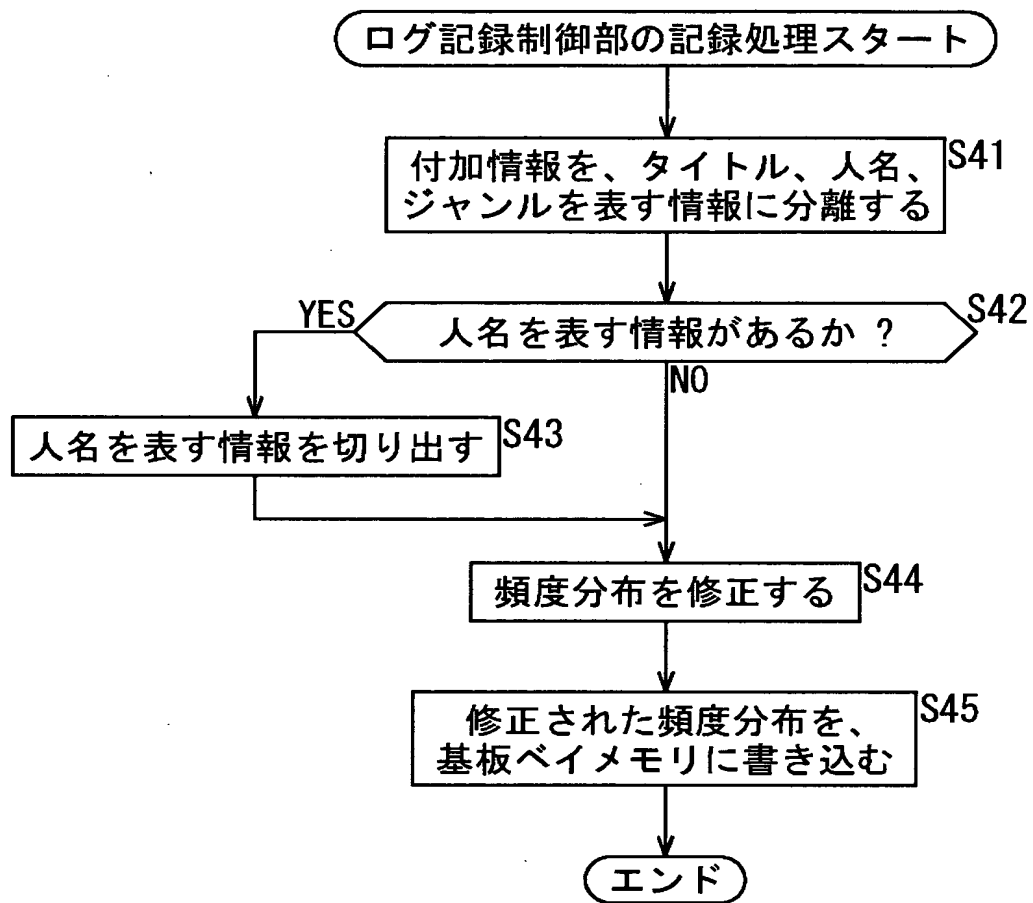 ログ記録制御部の記録処理スタート
付加情報を、タイトル、人名、
ジャンルを表す情報に分離する
S41
人名を表す情報があるか ?
S42
YES
NO
人名を表す情報を切り出す
S43
頻度分布を修正する
S44
修正された頻度分布を、
基板ベイメモリに書き込む
S45
エンド